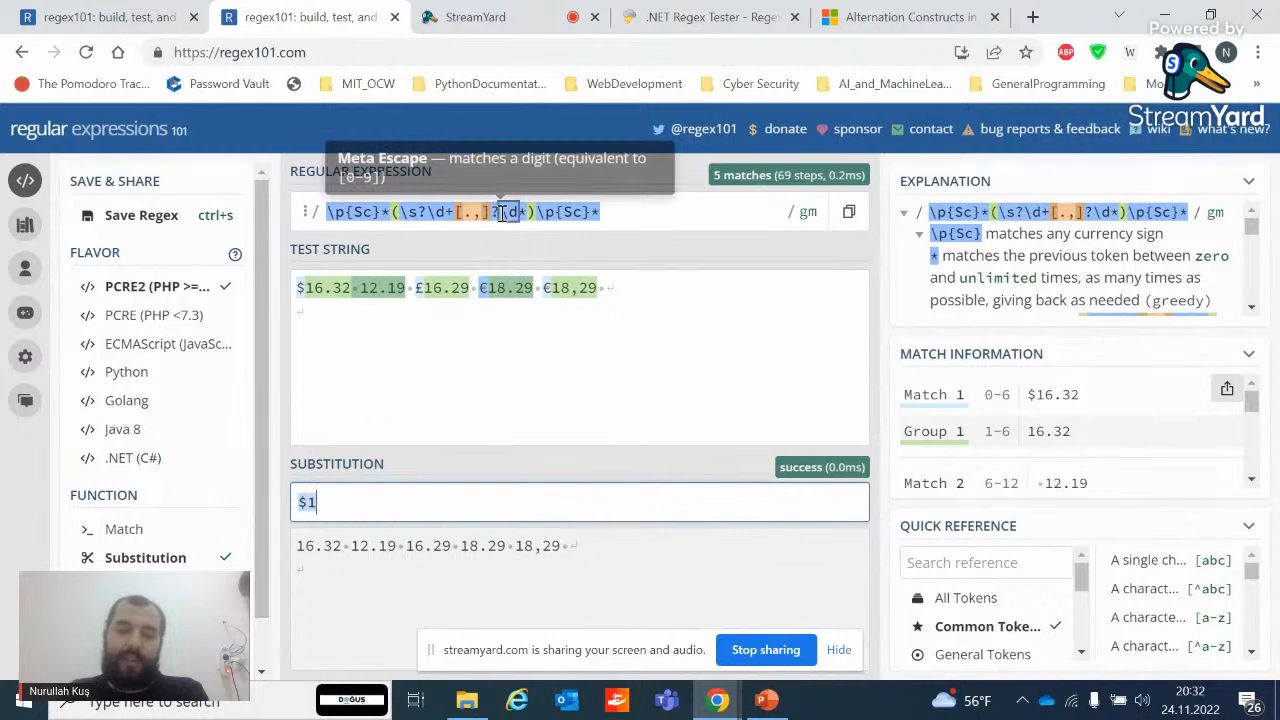 regex101: build, test, and
regex101: build, test, and
StreamYard
.NET Regex Tester - Rege
Alternation Constructs in
Powered by
StreamYard
https://regex101.com
ABP
W
N
The Pomodoro Trac...
Password Vault
MIT_OCW
PythonDocumentat...
WebDevelopment
Cyber Security
AI_and_MachineLea...
GeneralProgramming
regular expressions 101
@regex101
donate
sponsor
contact
bug reports & feedback
wiki
what's new?
Meta Escape — matches a digit (equivalent to
[0-9])
SAVE & SHARE
Save Regex ctrl+s
FLAVOR
PCRE2 (PHP >=...
PCRE (PHP <7.3)
ECMAScript (JavaSc...
Python
Golang
Java 8
.NET (C#)
FUNCTION
Match
Substitution
REGULAR EXPRESSION
5 matches (69 steps, 0.2ms)
/ \p{Sc}*(\s?\d+[.,]?\d*)\p{Sc}* / gm
TEST STRING
$16.32·12.19·£16.29·€18.29·€18,29·
SUBSTITUTION
success (0.0ms)
$1
16.32·12.19·16.29·18.29·18,29·
EXPLANATION
/ \p{Sc}*(\s?\d+[.,]?\d*)\p{Sc}* / gm
\p{Sc} matches any currency sign
* matches the previous token between zero
and unlimited times, as many times as
possible, giving back as needed (greedy)
MATCH INFORMATION
Match 1 0-6 $16.32
Group 1 1-6 16.32
Match 2 6-12 ·12.19
QUICK REFERENCE
Search reference
All Tokens
Common Toke...
General Tokens
A single ch... [abc]
A charact... [^abc]
A characte... [a-z]
A charact... [^a-z]
streamyard.com is sharing your screen and audio.
Stop sharing
Hide
Nurullah Kuş
Type here to search
DOĞUS
56°F
20:32
24.11.2022
26